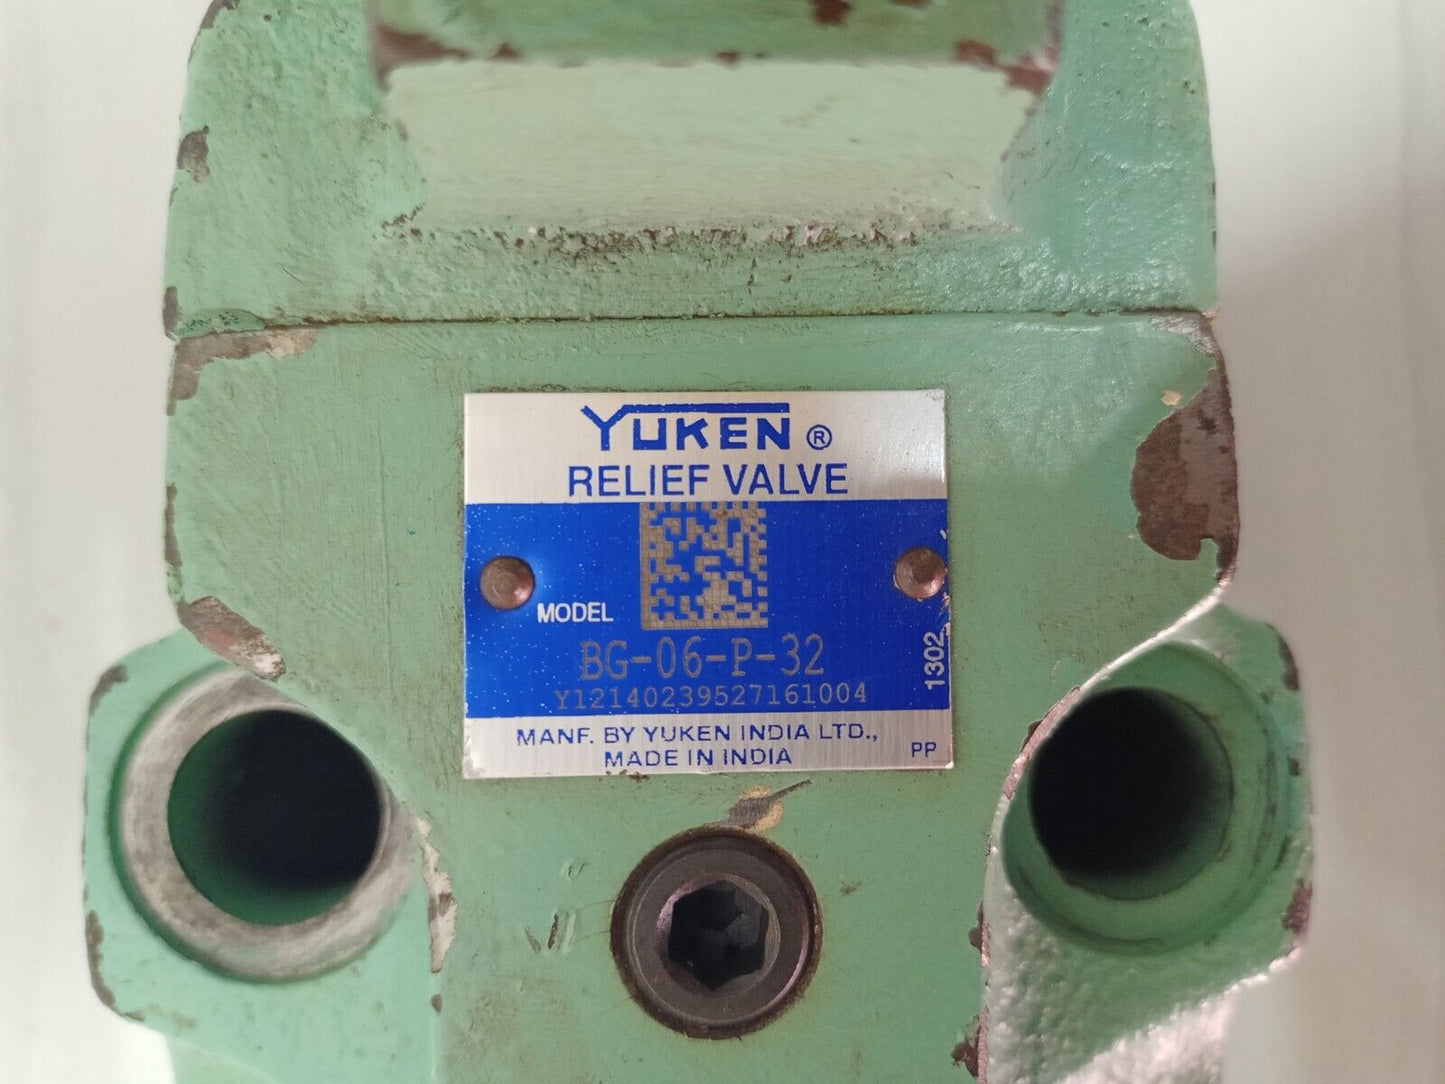 YUKEN ®
RELIEF VALVE
MODEL
BG-06-P-32
Y12140239527161004
1302
MANF. BY YUKEN INDIA LTD.,
MADE IN INDIA
PP